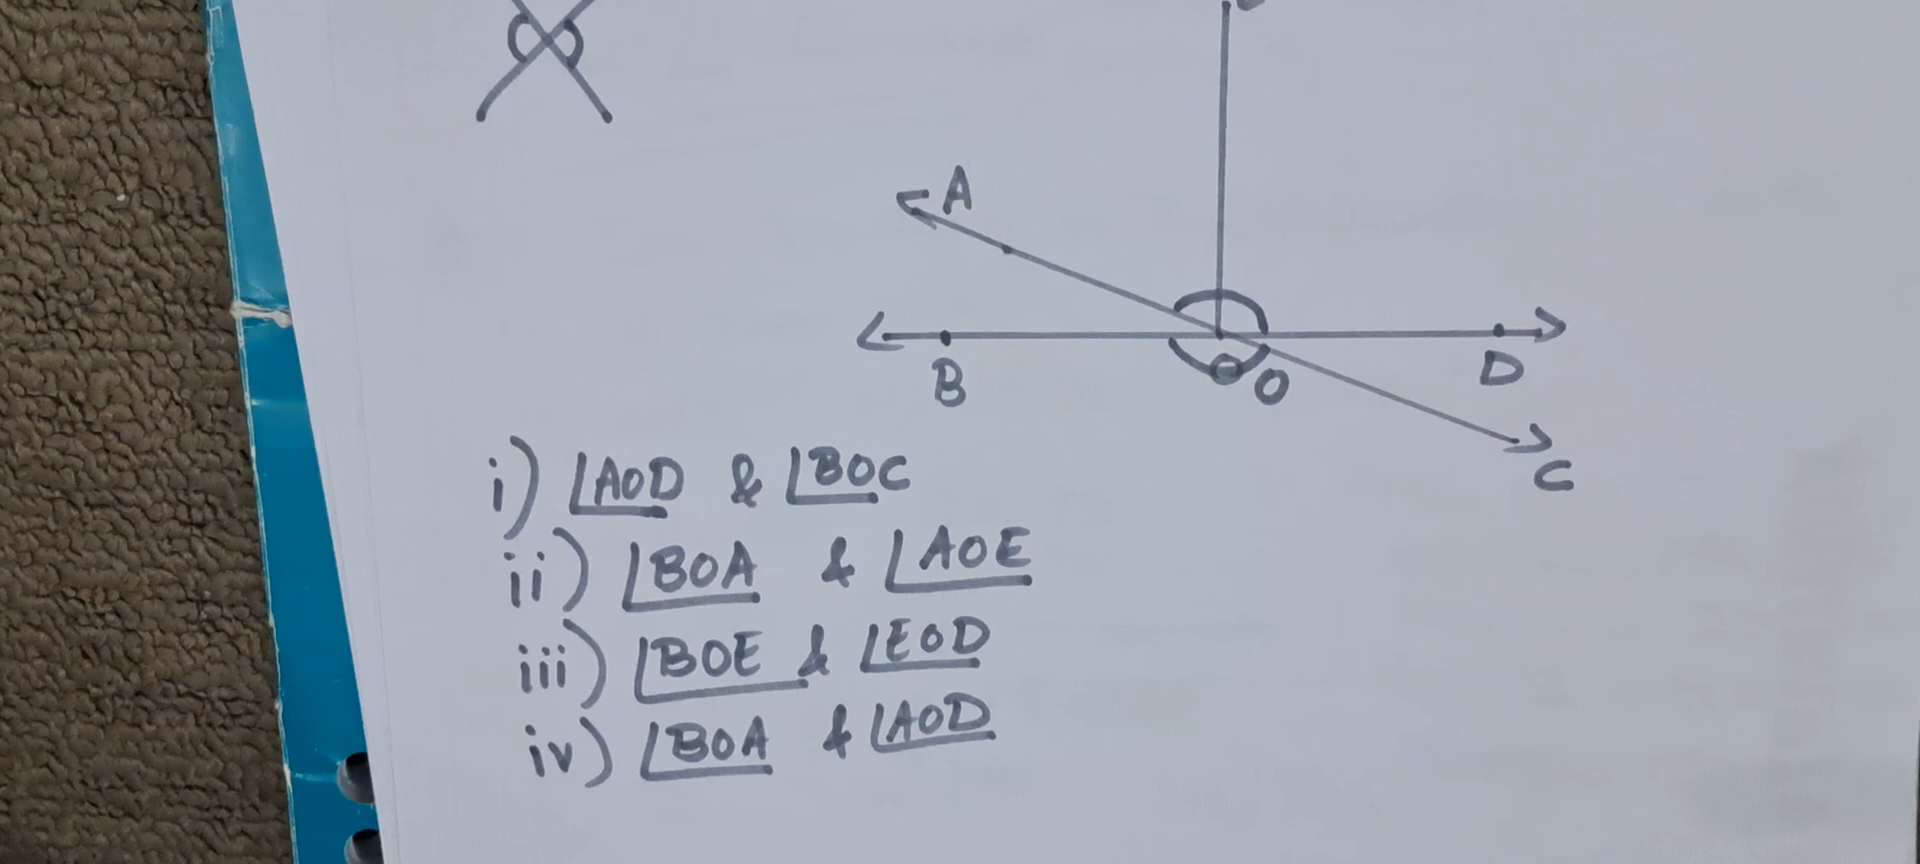 A
B
O
D
C
i) ∠AOD & ∠BOC
ii) ∠BOA & ∠AOE
iii) ∠BOE & ∠EOD
iv) ∠BOA & ∠AOD